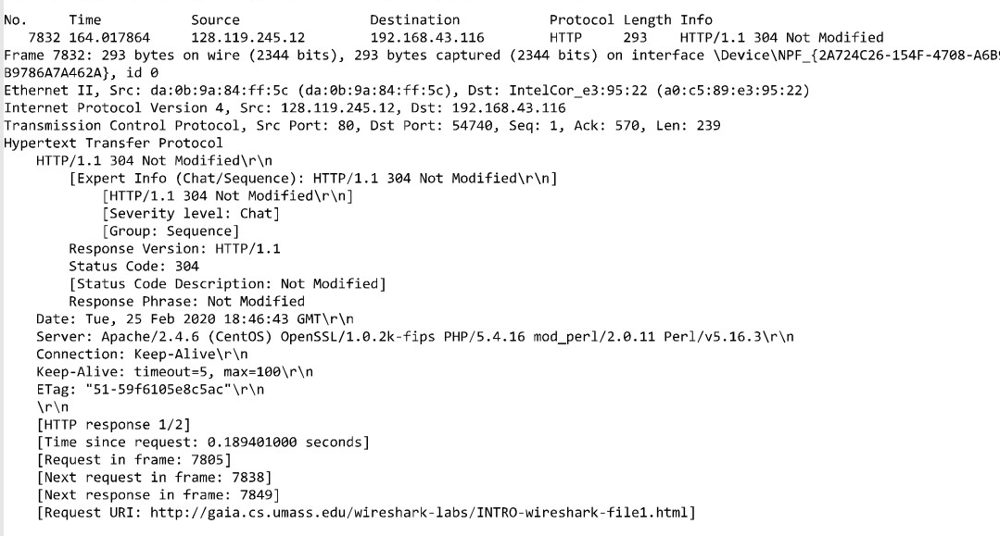 No. Time Source Destination Protocol Length Info
7832 164.017864 128.119.245.12 192.168.43.116 HTTP 293 HTTP/1.1 304 Not Modified
Frame 7832: 293 bytes on wire (2344 bits), 293 bytes captured (2344 bits) on interface \Device\NPF_{2A724C26-154F-4708-A6B9
B9786A7A462A}, id 0
Ethernet II, Src: da:0b:9a:84:ff:5c (da:0b:9a:84:ff:5c), Dst: IntelCor_e3:95:22 (a0:c5:89:e3:95:22)
Internet Protocol Version 4, Src: 128.119.245.12, Dst: 192.168.43.116
Transmission Control Protocol, Src Port: 80, Dst Port: 54740, Seq: 1, Ack: 570, Len: 239
Hypertext Transfer Protocol
HTTP/1.1 304 Not Modified\r\n
[Expert Info (Chat/Sequence): HTTP/1.1 304 Not Modified\r\n]
[HTTP/1.1 304 Not Modified\r\n]
[Severity level: Chat]
[Group: Sequence]
Response Version: HTTP/1.1
Status Code: 304
[Status Code Description: Not Modified]
Response Phrase: Not Modified
Date: Tue, 25 Feb 2020 18:46:43 GMT\r\n
Server: Apache/2.4.6 (CentOS) OpenSSL/1.0.2k-fips PHP/5.4.16 mod_perl/2.0.11 Perl/v5.16.3\r\n
Connection: Keep-Alive\r\n
Keep-Alive: timeout=5, max=100\r\n
ETag: "51-59f6105e8c5ac"\r\n
\r\n
[HTTP response 1/2]
[Time since request: 0.189401000 seconds]
[Request in frame: 7805]
[Next request in frame: 7838]
[Next response in frame: 7849]
[Request URI: http://gaia.cs.umass.edu/wireshark-labs/INTRO-wireshark-file1.html]